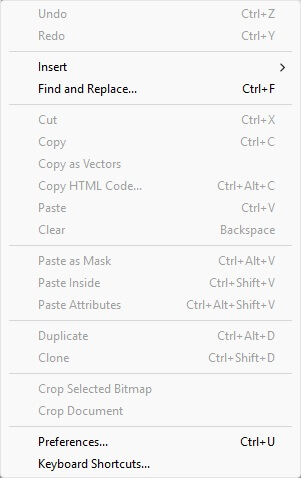 Undo Ctrl+Z
Redo Ctrl+Y
Insert
Find and Replace... Ctrl+F
Cut Ctrl+X
Copy Ctrl+C
Copy as Vectors
Copy HTML Code... Ctrl+Alt+C
Paste Ctrl+V
Clear Backspace
Paste as Mask Ctrl+Alt+V
Paste Inside Ctrl+Shift+V
Paste Attributes Ctrl+Alt+Shift+V
Duplicate Ctrl+Alt+D
Clone Ctrl+Shift+D
Crop Selected Bitmap
Crop Document
Preferences... Ctrl+U
Keyboard Shortcuts...